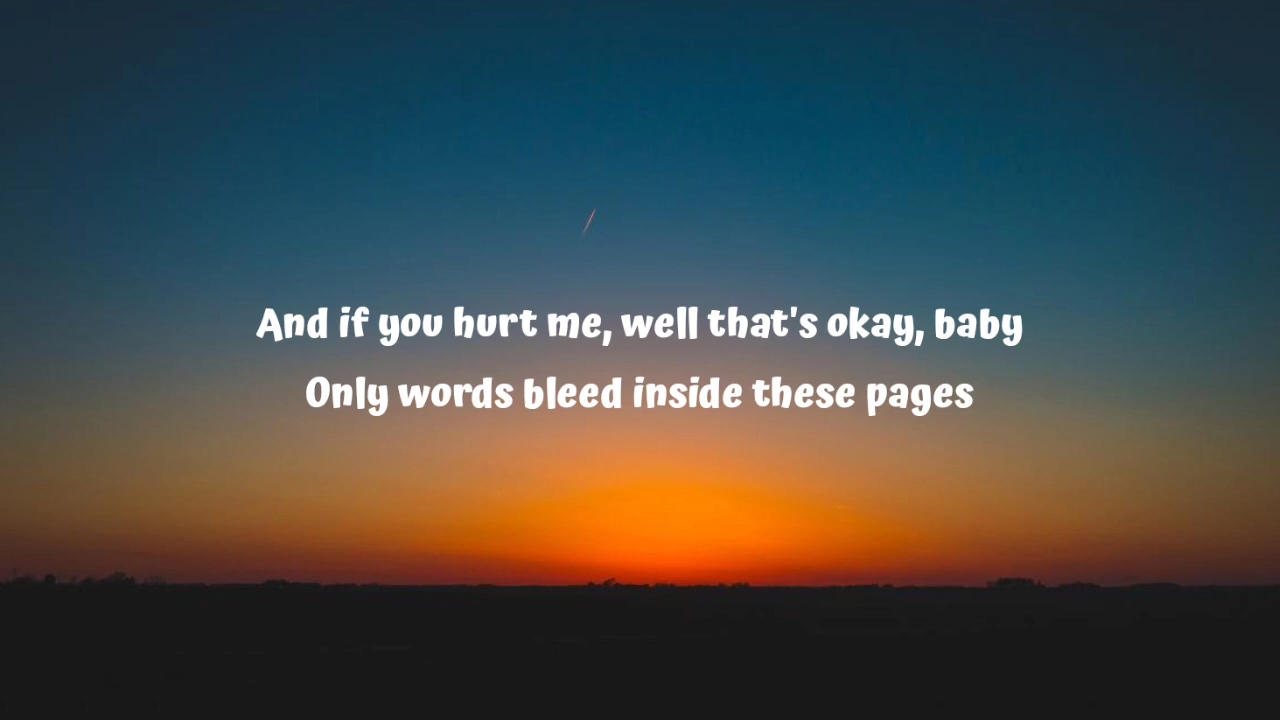 And if you hurt me, well that's okay, baby
Only words bleed inside these pages